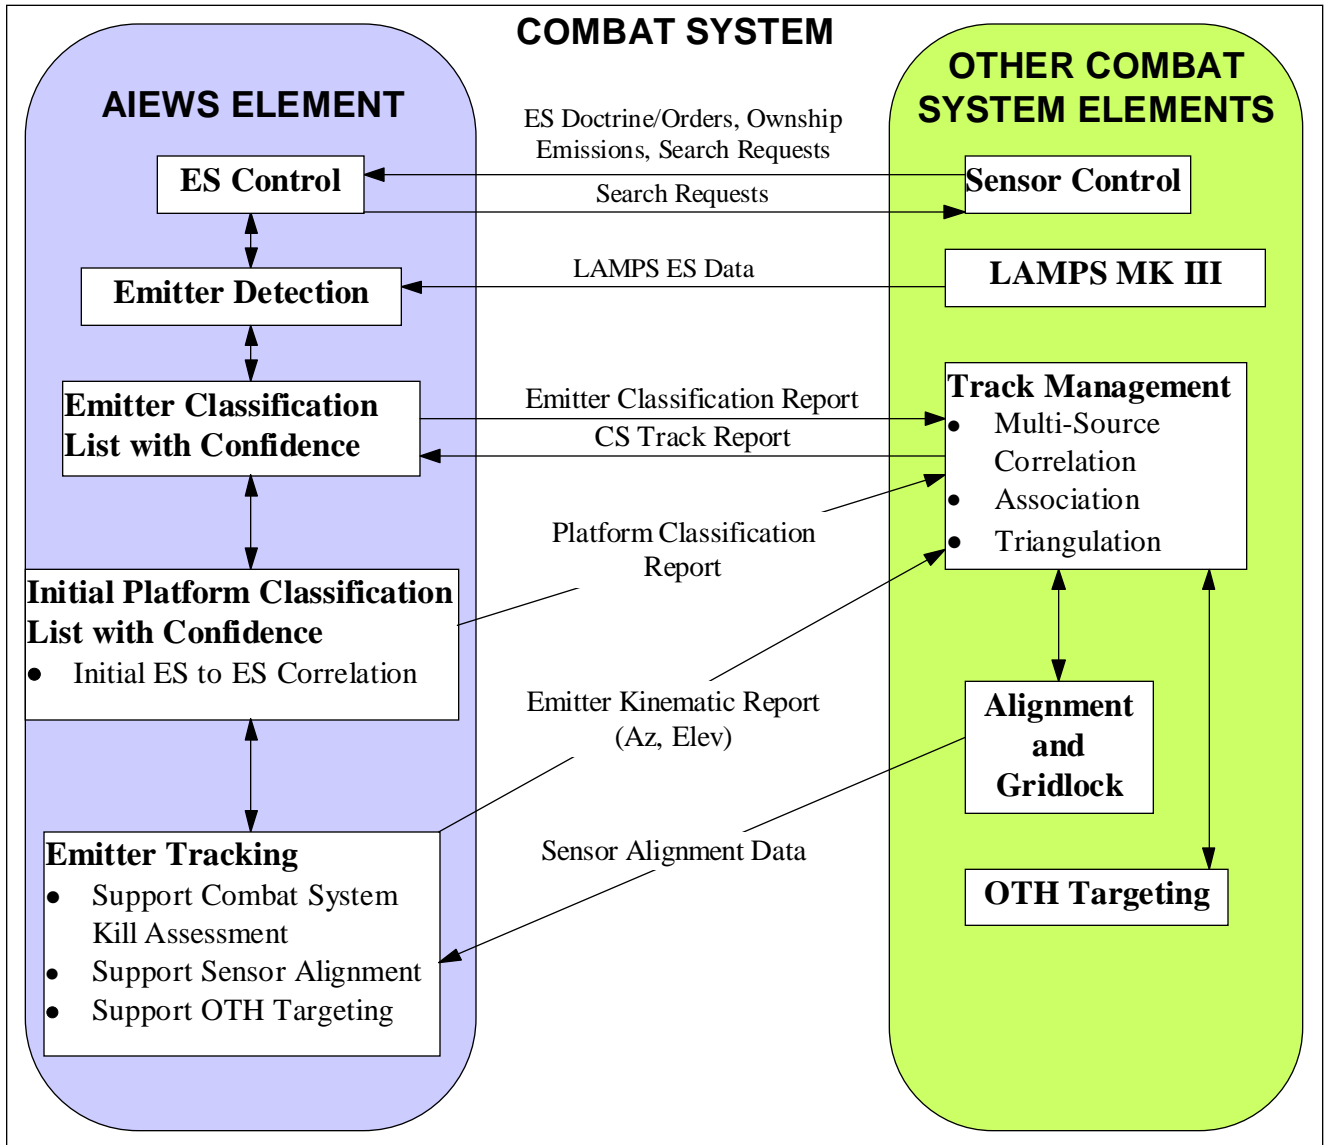 COMBAT SYSTEM
AIEWS ELEMENT
OTHER COMBAT
SYSTEM ELEMENTS
ES Doctrine/Orders, Ownship
Emissions, Search Requests
ES Control
Sensor Control
Search Requests
LAMPS ES Data
Emitter Detection
LAMPS MK III
Emitter Classification
List with Confidence
Emitter Classification Report
CS Track Report
Track Management
● Multi-Source
Correlation
● Association
● Triangulation
Platform Classification
Report
Initial Platform Classification
List with Confidence
● Initial ES to ES Correlation
Emitter Kinematic Report
(Az, Elev)
Alignment
and
Gridlock
Sensor Alignment Data
Emitter Tracking
● Support Combat System
Kill Assessment
● Support Sensor Alignment
● Support OTH Targeting
OTH Targeting